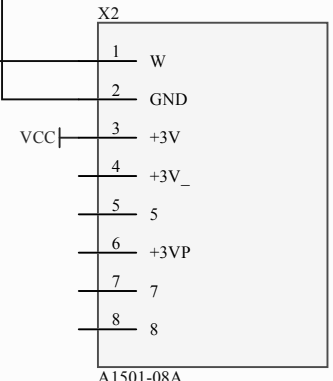 X2
1 W
2 GND
VCC 3 +3V
4 +3V_
5 5
6 +3VP
7 7
8 8
A1501-08A